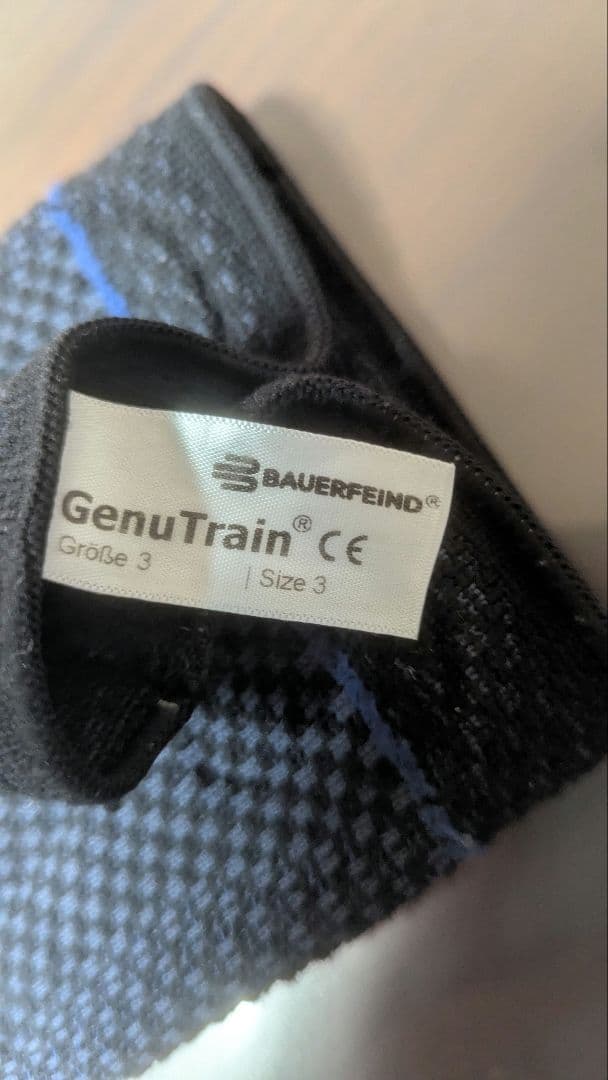 BAUERFEIND®
GenuTrain® CE
Größe 3 | Size 3